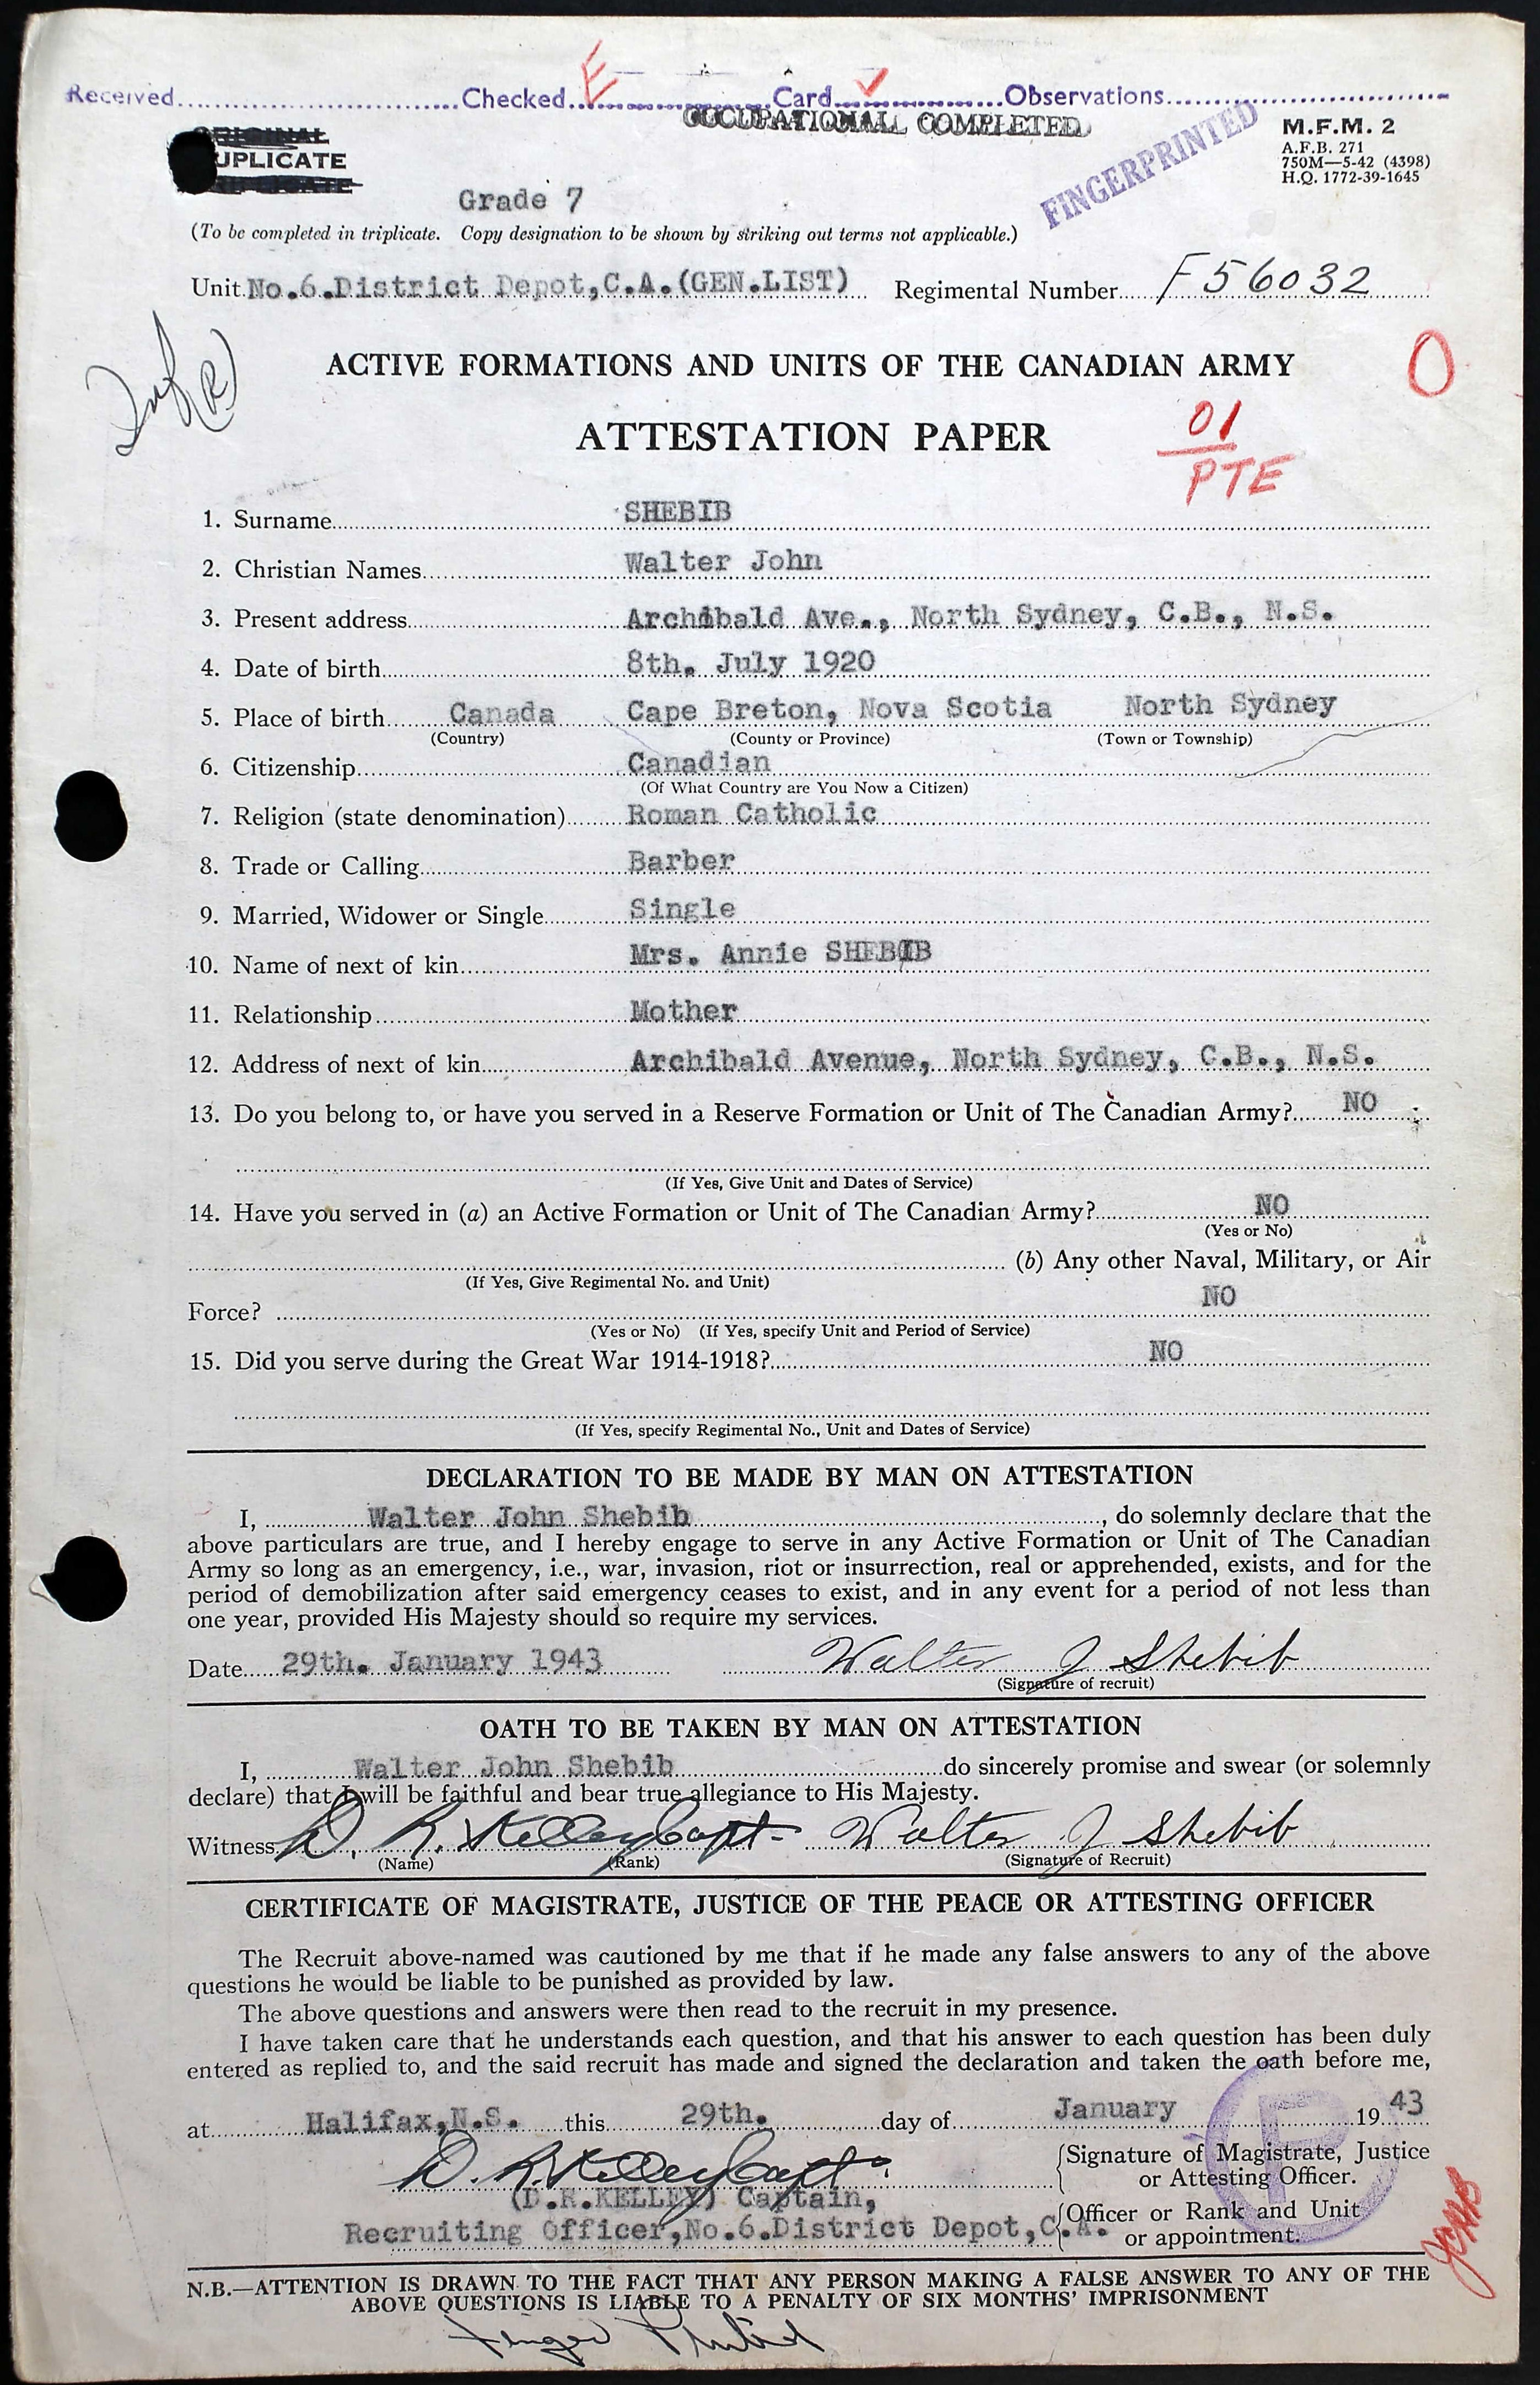 Received..............................Checked..............................Card..............................Observations..............................
E ✓
OCCUPATIONAL COMPLETED
FINGERPRINTED
ORIGINAL
UPLICATE
M.F.M. 2
A.F.B. 271
750M—5-42 (4398)
H.Q. 1772-39-1645
Grade 7
(To be completed in triplicate. Copy designation to be shown by striking out terms not applicable.)
Unit. No.6.District Depot,C.A.(GEN.LIST) Regimental Number F56032
Inf (R)
ACTIVE FORMATIONS AND UNITS OF THE CANADIAN ARMY
O
ATTESTATION PAPER
01
PTE
1. Surname SHEBIB
2. Christian Names Walter John
3. Present address Archibald Ave., North Sydney, C.B., N.S.
4. Date of birth 8th. July 1920
5. Place of birth Canada Cape Breton, Nova Scotia North Sydney
(Country) (County or Province) (Town or Township)
6. Citizenship Canadian
(Of What Country are You Now a Citizen)
7. Religion (state denomination) Roman Catholic
8. Trade or Calling Barber
9. Married, Widower or Single Single
10. Name of next of kin Mrs. Annie SHEBIB
11. Relationship Mother
12. Address of next of kin Archibald Avenue, North Sydney, C.B., N.S.
13. Do you belong to, or have you served in a Reserve Formation or Unit of The Canadian Army? NO
(If Yes, Give Unit and Dates of Service)
14. Have you served in (a) an Active Formation or Unit of The Canadian Army? NO
(Yes or No)
(b) Any other Naval, Military, or Air
(If Yes, Give Regimental No. and Unit)
Force? NO
(Yes or No) (If Yes, specify Unit and Period of Service)
15. Did you serve during the Great War 1914-1918? NO
(If Yes, specify Regimental No., Unit and Dates of Service)
DECLARATION TO BE MADE BY MAN ON ATTESTATION
I, Walter John Shebib, do solemnly declare that the
above particulars are true, and I hereby engage to serve in any Active Formation or Unit of The Canadian
Army so long as an emergency, i.e., war, invasion, riot or insurrection, real or apprehended, exists, and for the
period of demobilization after said emergency ceases to exist, and in any event for a period of not less than
one year, provided His Majesty should so require my services.
Date 29th. January 1943 Walter J Shebib
(Signature of recruit)
OATH TO BE TAKEN BY MAN ON ATTESTATION
I, Walter John Shebib do sincerely promise and swear (or solemnly
declare) that I will be faithful and bear true allegiance to His Majesty.
Witness D. R. Kelley Capt. Walter J Shebib
(Name) (Rank) (Signature of Recruit)
CERTIFICATE OF MAGISTRATE, JUSTICE OF THE PEACE OR ATTESTING OFFICER
The Recruit above-named was cautioned by me that if he made any false answers to any of the above
questions he would be liable to be punished as provided by law.
The above questions and answers were then read to the recruit in my presence.
I have taken care that he understands each question, and that his answer to each question has been duly
entered as replied to, and the said recruit has made and signed the declaration and taken the oath before me,
at Halifax,N.S. this 29th. day of January 1943
P
D. R. Kelley Capt. {Signature of Magistrate, Justice
or Attesting Officer.
(D.R.KELLEY) Captain,
Recruiting Officer,No.6.District Depot,C.A. {Officer or Rank and Unit
or appointment.
N.B.—ATTENTION IS DRAWN TO THE FACT THAT ANY PERSON MAKING A FALSE ANSWER TO ANY OF THE
ABOVE QUESTIONS IS LIABLE TO A PENALTY OF SIX MONTHS' IMPRISONMENT
Finger Printed